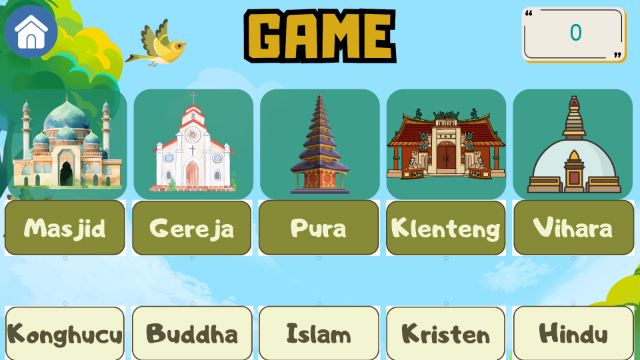 GAME
“ 0 ”
Masjid
Gereja
Pura
Klenteng
Vihara
Konghucu
Buddha
Islam
Kristen
Hindu